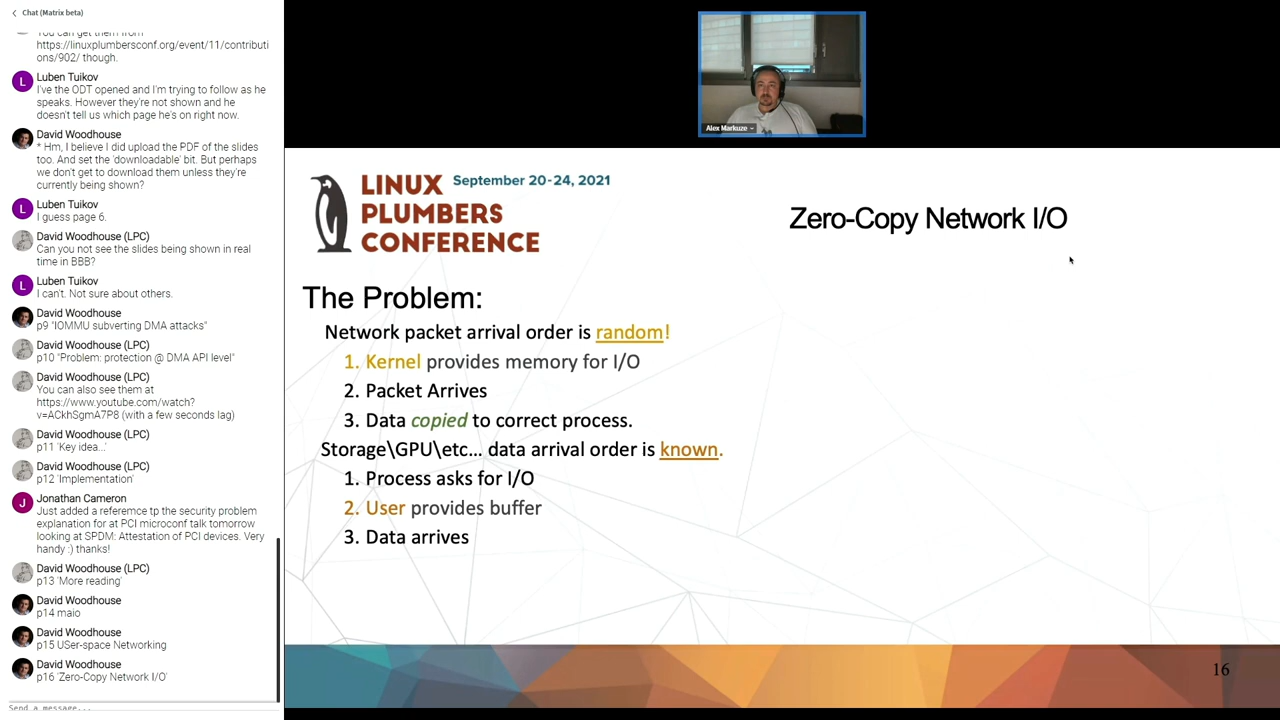 Chat (Matrix beta)
You can get them from
https://linuxplumbersconf.org/event/11/contributi
ons/902/ though.
L
Luben Tuikov
I've the ODT opened and I'm trying to follow as he
speaks. However they're not shown and he
doesn't tell us which page he's on right now.
David Woodhouse
* Hm, I believe I did upload the PDF of the slides
too. And set the 'downloadable' bit. But perhaps
we don't get to download them unless they're
currently being shown?
L
Luben Tuikov
I guess page 6.
David Woodhouse (LPC)
Can you not see the slides being shown in real
time in BBB?
L
Luben Tuikov
I can't. Not sure about others.
David Woodhouse
p9 "IOMMU subverting DMA attacks"
David Woodhouse (LPC)
p10 "Problem: protection @ DMA API level"
David Woodhouse (LPC)
You can also see them at
https://www.youtube.com/watch?
v=ACkhSgmA7P8 (with a few seconds lag)
David Woodhouse (LPC)
p11 'Key idea...'
David Woodhouse (LPC)
p12 'Implementation'
J
Jonathan Cameron
Just added a reference tp the security problem
explanation for at PCI microconf talk tomorrow
looking at SPDM: Attestation of PCI devices. Very
handy :) thanks!
David Woodhouse (LPC)
p13 'More reading'
David Woodhouse
p14 maio
David Woodhouse
p15 USer-space Networking
David Woodhouse
p16 'Zero-Copy Network I/O'
Send a message...
Alex Markuze
LINUX
PLUMBERS
CONFERENCE
September 20-24, 2021
Zero-Copy Network I/O
The Problem:
Network packet arrival order is random!
1. Kernel provides memory for I/O
2. Packet Arrives
3. Data copied to correct process.
Storage\GPU\etc... data arrival order is known.
1. Process asks for I/O
2. User provides buffer
3. Data arrives
16